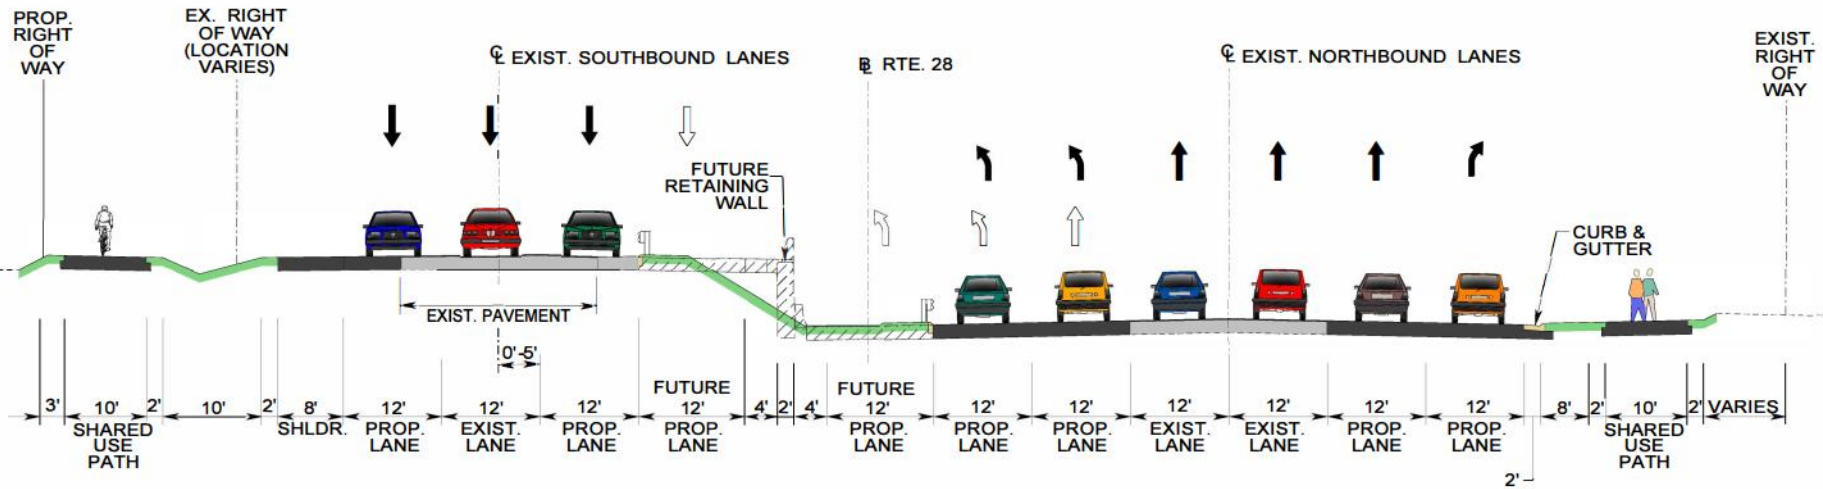 PROP.
RIGHT
OF
WAY
EX. RIGHT
OF WAY
(LOCATION
VARIES)
℄ EXIST. SOUTHBOUND LANES
RTE. 28
℄ EXIST. NORTHBOUND LANES
EXIST.
RIGHT
OF
WAY
FUTURE
RETAINING
WALL
CURB &
GUTTER
EXIST. PAVEMENT
0'-5'
3'
10'
SHARED
USE
PATH
2'
10'
2'
8'
SHLDR.
12'
PROP.
LANE
12'
EXIST.
LANE
12'
PROP.
LANE
FUTURE
12'
PROP.
LANE
4'
2'
4'
FUTURE
12'
PROP.
LANE
12'
PROP.
LANE
12'
PROP.
LANE
12'
EXIST.
LANE
12'
EXIST.
LANE
12'
PROP.
LANE
12'
PROP.
LANE
2'
8'
2'
10'
SHARED
USE
PATH
2'
VARIES